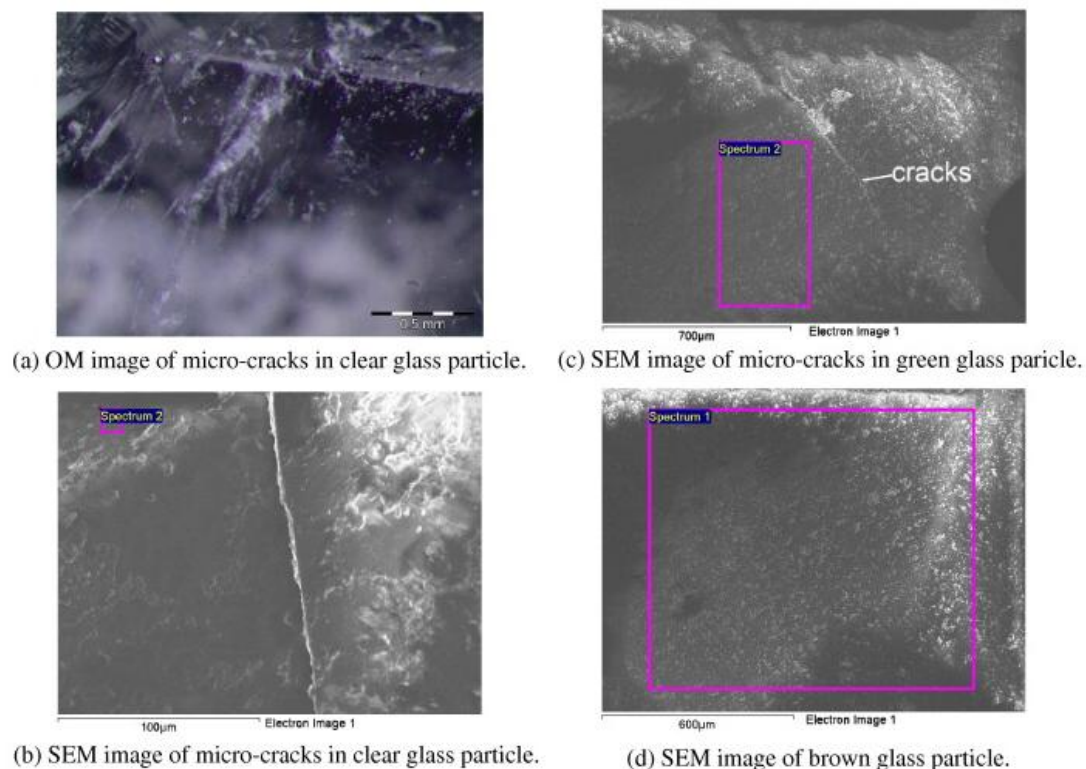 0.5 mm
(a) OM image of micro-cracks in clear glass particle.
Spectrum 2
100μm
Electron Image 1
(b) SEM image of micro-cracks in clear glass particle.
Spectrum 2
cracks
700μm
Electron Image 1
(c) SEM image of micro-cracks in green glass paricle.
Spectrum 1
600μm
Electron Image 1
(d) SEM image of brown glass particle.